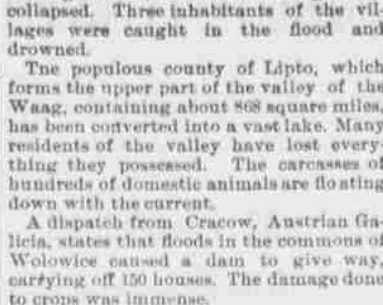 collapsed. Three inhabitants of the vil-
lages were caught in the flood and
drowned.
Tne populous county of Lipto, which
forms the upper part of the valley of the
Waag, containing about 868 square miles,
has been converted into a vast lake. Many
residents of the valley have lost every-
thing they possessed. The carcasses of
hundreds of domestic animals are floating
down with the current.
A dispatch from Cracow, Austrian Ga-
licia, states that floods in the commons of
Wolowice caused a dam to give way,
carrying off 150 houses. The damage done
to crops was immense.